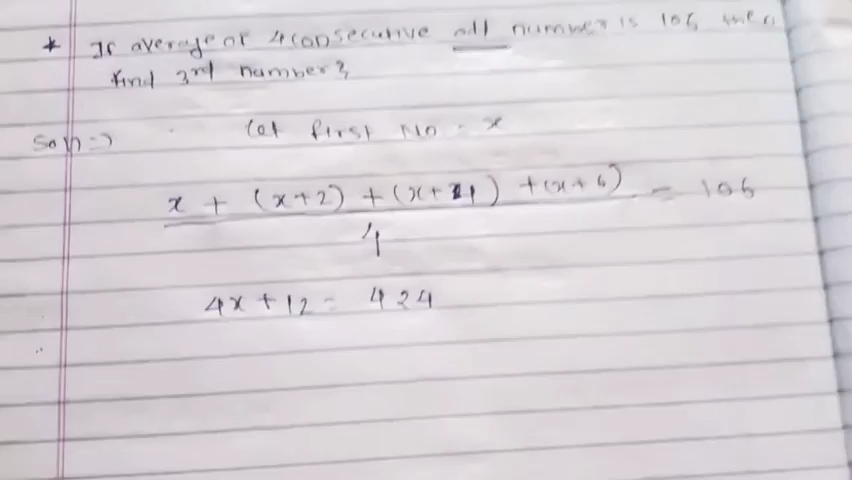 * If average of 4 consecutive odd number is 106, then
find 3rd number?
Soln =>
let first No = x
x + (x+2) + (x+4) + (x+6) = 106
4
4x + 12 = 424